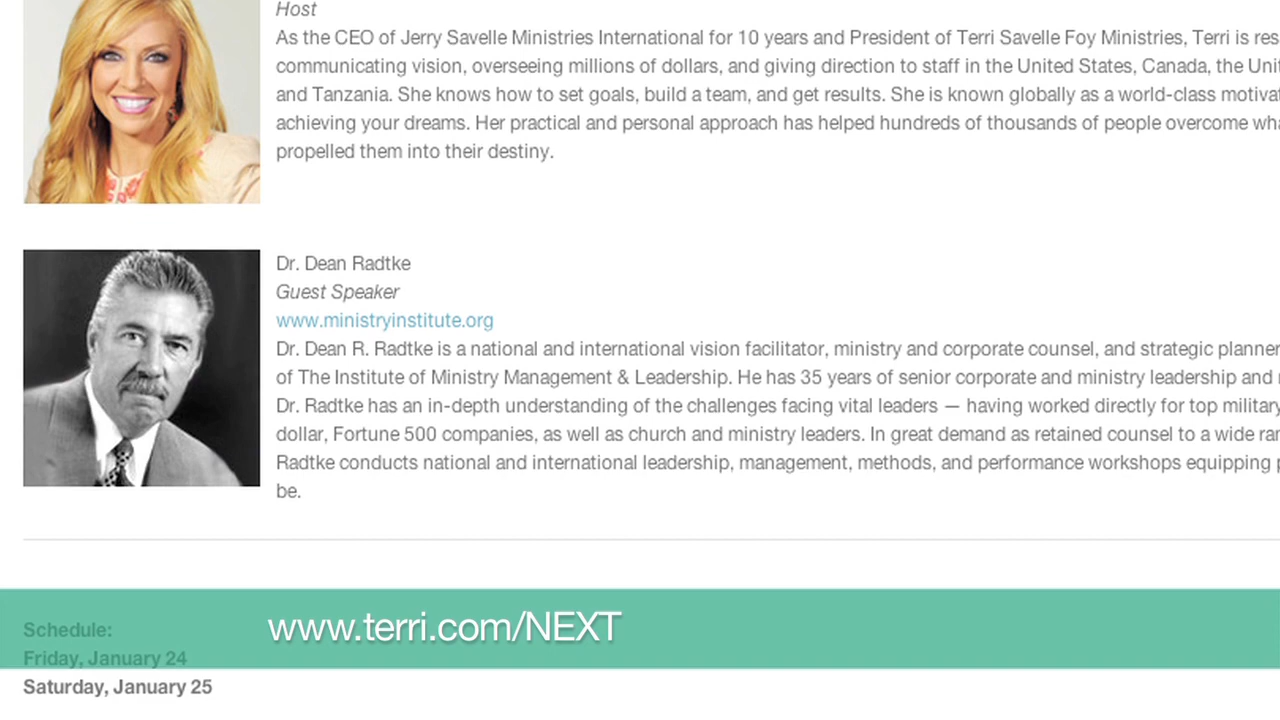 Host
As the CEO of Jerry Savelle Ministries International for 10 years and President of Terri Savelle Foy Ministries, Terri is
communicating vision, overseeing millions of dollars, and giving direction to staff in the United States, Canada, the
and Tanzania. She knows how to set goals, build a team, and get results. She is known globally as a world-class
achieving your dreams. Her practical and personal approach has helped hundreds of thousands of people overcome
propelled them into their destiny.
Dr. Dean Radtke
Guest Speaker
www.ministryinstitute.org
Dr. Dean R. Radtke is a national and international vision facilitator, ministry and corporate counsel, and strategic planner
of The Institute of Ministry Management & Leadership. He has 35 years of senior corporate and ministry leadership and
Dr. Radtke has an in-depth understanding of the challenges facing vital leaders — having worked directly for top military
dollar, Fortune 500 companies, as well as church and ministry leaders. In great demand as retained counsel to a wide
Radtke conducts national and international leadership, management, methods, and performance workshops equipping
be.
www.terri.com/NEXT
Schedule:
Friday, January 24
Saturday, January 25